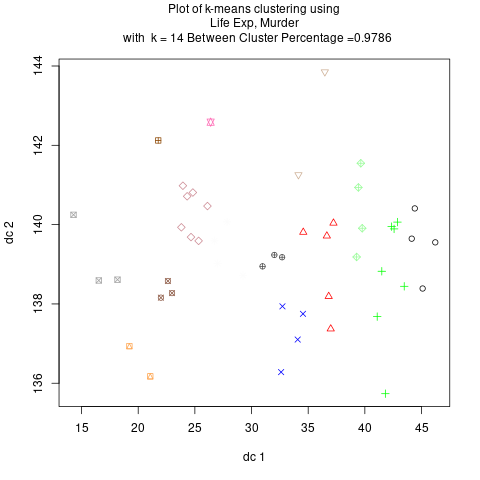 Plot of k-means clustering using
Life Exp, Murder
with k = 14 Between Cluster Percentage =0.9786
144
142
140
138
136
dc 2
15 20 25 30 35 40 45
dc 1